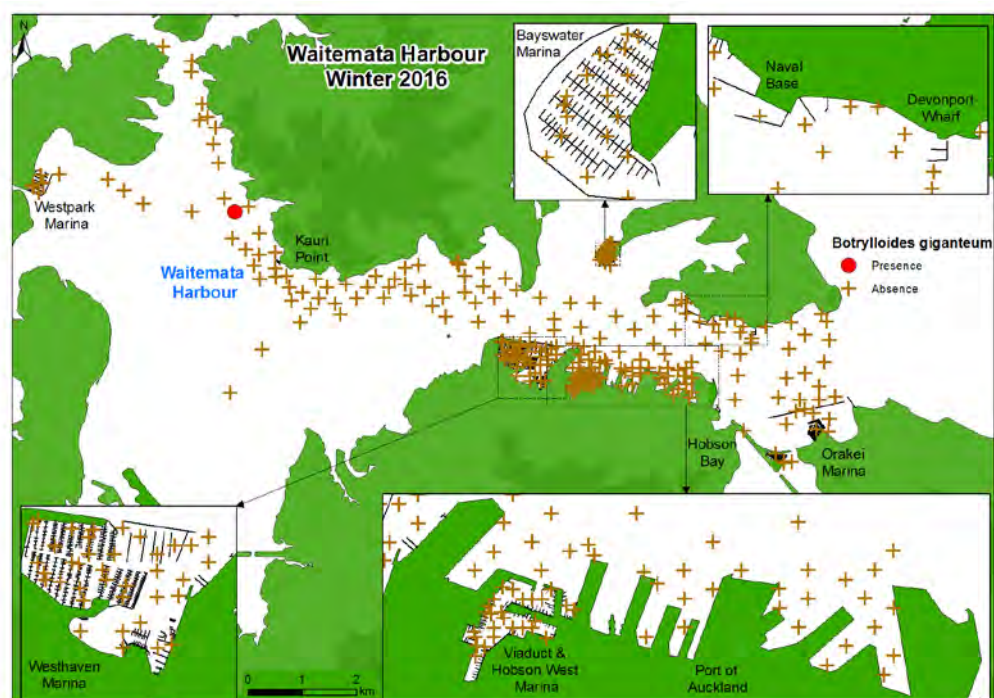 N
Waitemata Harbour
Winter 2016
Bayswater
Marina
Naval
Base
Devonport
Wharf
Westpark
Marina
Kauri
Point
Waitemata
Harbour
Botrylloides giganteum
Presence
Absence
Hobson
Bay
Orakei
Marina
Westhaven
Marina
0 1 2
km
Viaduct &
Hobson West
Marina
Port of
Auckland